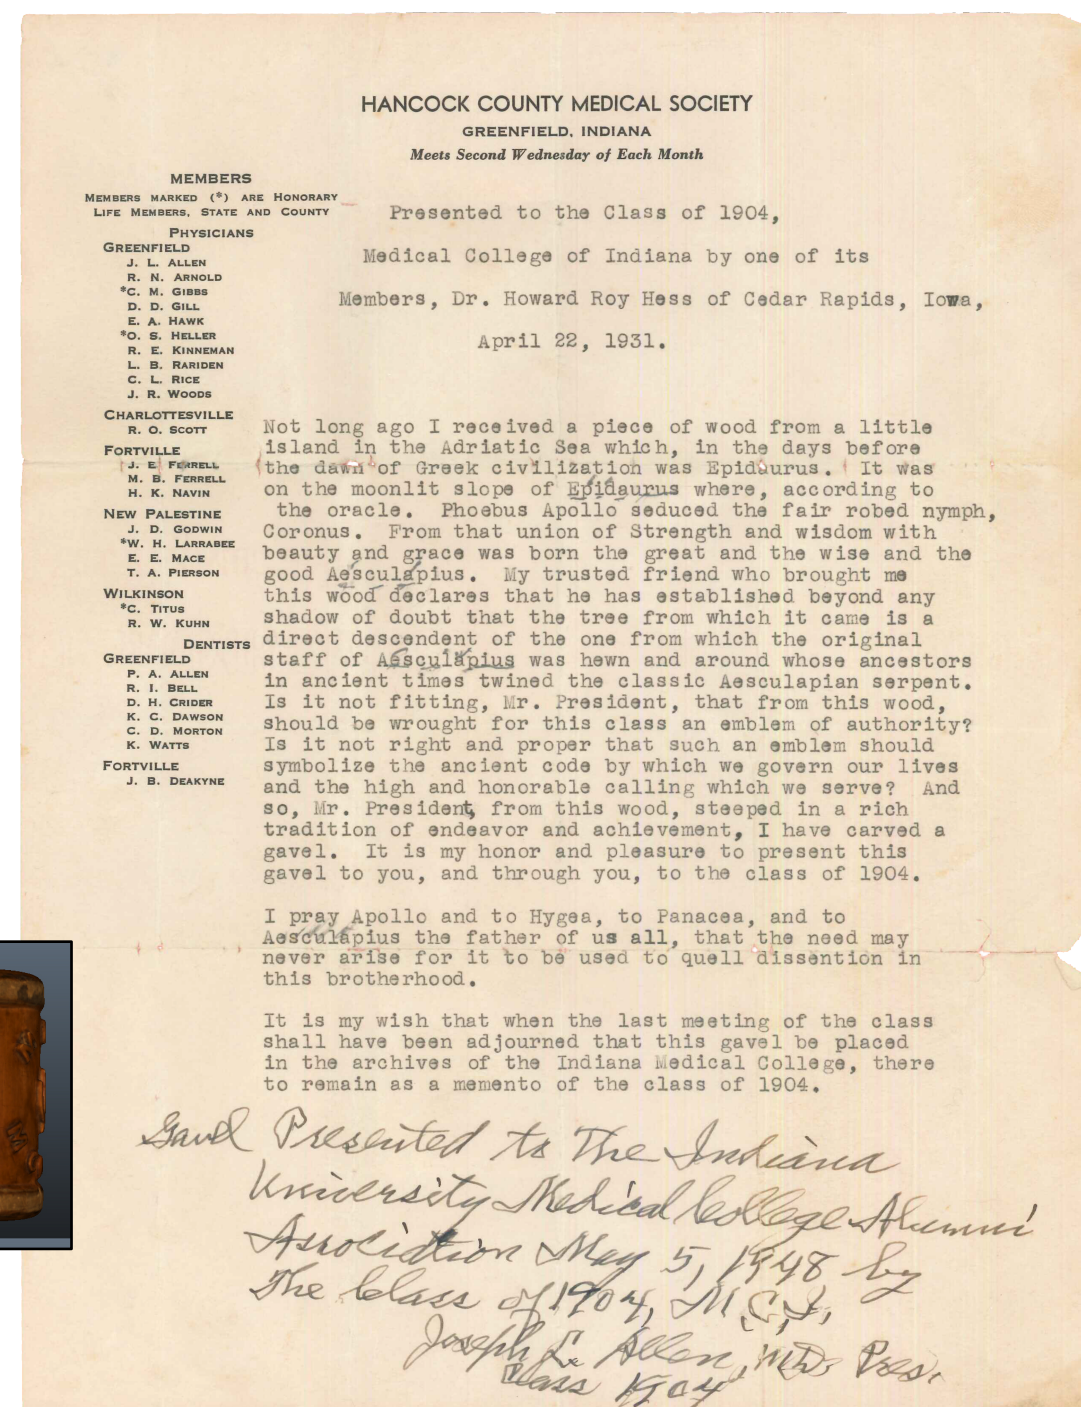 HANCOCK COUNTY MEDICAL SOCIETY
GREENFIELD, INDIANA
Meets Second Wednesday of Each Month
MEMBERS
MEMBERS MARKED (*) ARE HONORARY
LIFE MEMBERS, STATE AND COUNTY
PHYSICIANS
GREENFIELD
J. L. ALLEN
R. N. ARNOLD
*C. M. GIBBS
D. D. GILL
E. A. HAWK
*O. S. HELLER
R. E. KINNEMAN
L. B. RARIDEN
C. L. RICE
J. R. WOODS
CHARLOTTESVILLE
R. O. SCOTT
FORTVILLE
J. E. FERRELL
M. B. FERRELL
H. K. NAVIN
NEW PALESTINE
J. D. GODWIN
*W. H. LARRABEE
E. E. MACE
T. A. PIERSON
WILKINSON
*C. TITUS
R. W. KUHN
DENTISTS
GREENFIELD
P. A. ALLEN
R. I. BELL
D. H. CRIDER
K. C. DAWSON
C. D. MORTON
K. WATTS
FORTVILLE
J. B. DEAKYNE
Presented to the Class of 1904,
Medical College of Indiana by one of its
Members, Dr. Howard Roy Hess of Cedar Rapids, Iowa,
April 22, 1931.
Not long ago I received a piece of wood from a little
island in the Adriatic Sea which, in the days before
the dawn of Greek civilization was Epidaurus. It was
on the moonlit slope of Epidaurus where, according to
the oracle. Phoebus Apollo seduced the fair robed nymph,
Coronus. From that union of Strength and wisdom with
beauty and grace was born the great and the wise and the
good Aesculapius. My trusted friend who brought me
this wood declares that he has established beyond any
shadow of doubt that the tree from which it came is a
direct descendent of the one from which the original
staff of Aesculapius was hewn and around whose ancestors
in ancient times twined the classic Aesculapian serpent.
Is it not fitting, Mr. President, that from this wood,
should be wrought for this class an emblem of authority?
Is it not right and proper that such an emblem should
symbolize the ancient code by which we govern our lives
and the high and honorable calling which we serve? And
so, Mr. President, from this wood, steeped in a rich
tradition of endeavor and achievement, I have carved a
gavel. It is my honor and pleasure to present this
gavel to you, and through you, to the class of 1904.
I pray Apollo and to Hygea, to Panacea, and to
Aesculapius the father of us all, that the need may
never arise for it to be used to quell dissention in
this brotherhood.
It is my wish that when the last meeting of the class
shall have been adjourned that this gavel be placed
in the archives of the Indiana Medical College, there
to remain as a memento of the class of 1904.
Gavel Presented to The Indiana
University Medical College Alumni
Association May 5, 1948 by
The Class of 1904, M.C.I.
Joseph L. Allen, M.D. Pres.
Class 1904